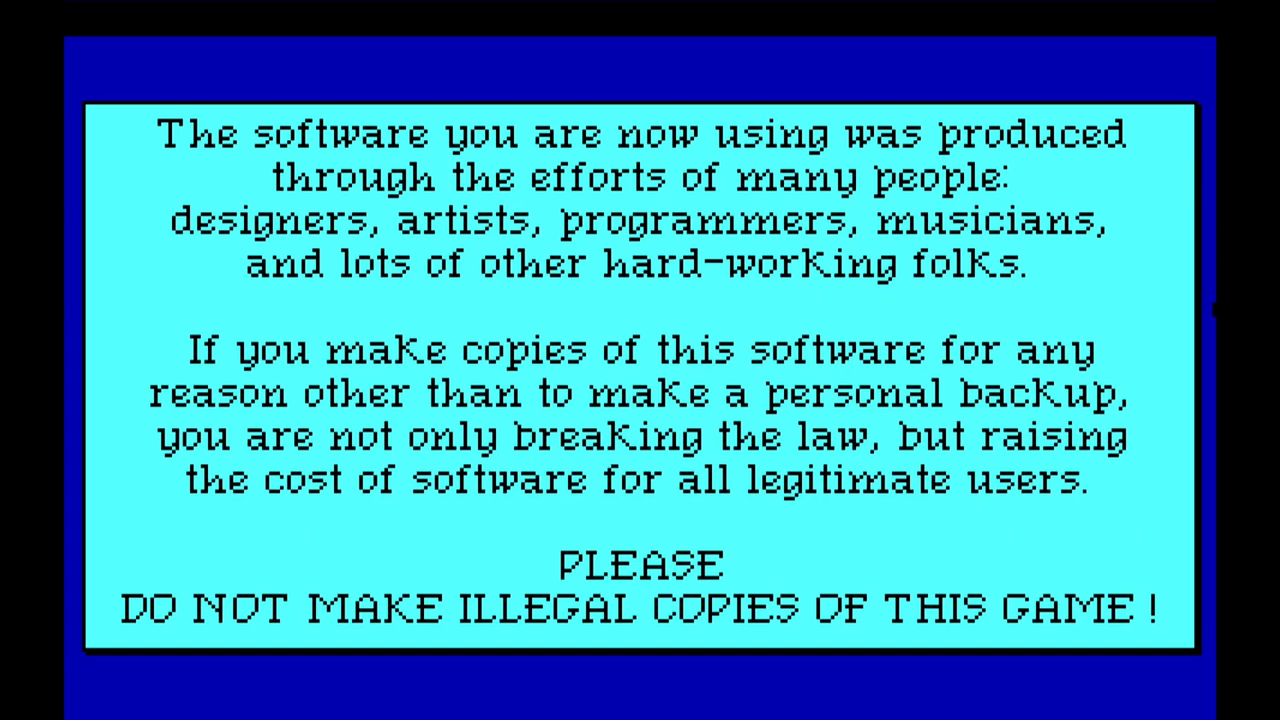 The software you are now using was produced
through the efforts of many people:
designers, artists, programmers, musicians,
and lots of other hard-working folks.
If you make copies of this software for any
reason other than to make a personal backup,
you are not only breaking the law, but raising
the cost of software for all legitimate users.
PLEASE
DO NOT MAKE ILLEGAL COPIES OF THIS GAME !